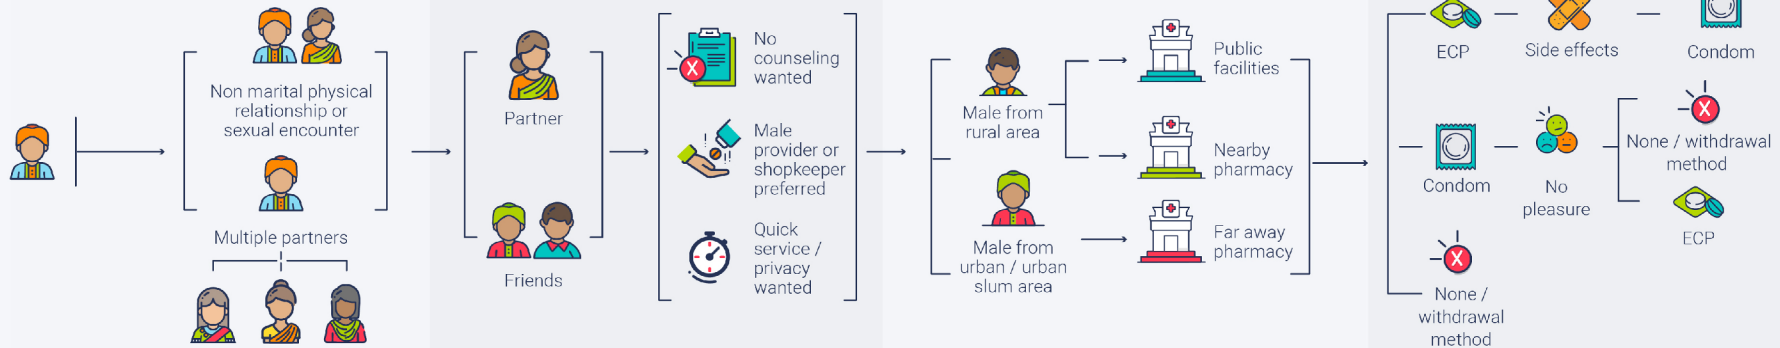 Non marital physical
relationship or
sexual encounter
Multiple partners
Partner
Friends
No
counseling
wanted
Male
provider or
shopkeeper
preferred
Quick
service /
privacy
wanted
Male from
rural area
Male from
urban / urban
slum area
Public
facilities
Nearby
pharmacy
Far away
pharmacy
ECP
Side effects
Condom
Condom
No
pleasure
None / withdrawal
method
ECP
None /
withdrawal
method